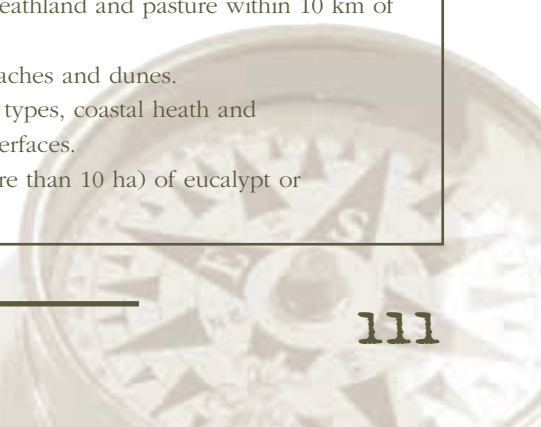 eathland and pasture within 10 km of
aches and dunes.
types, coastal heath and
erfaces.
re than 10 ha) of eucalypt or
S
E
111